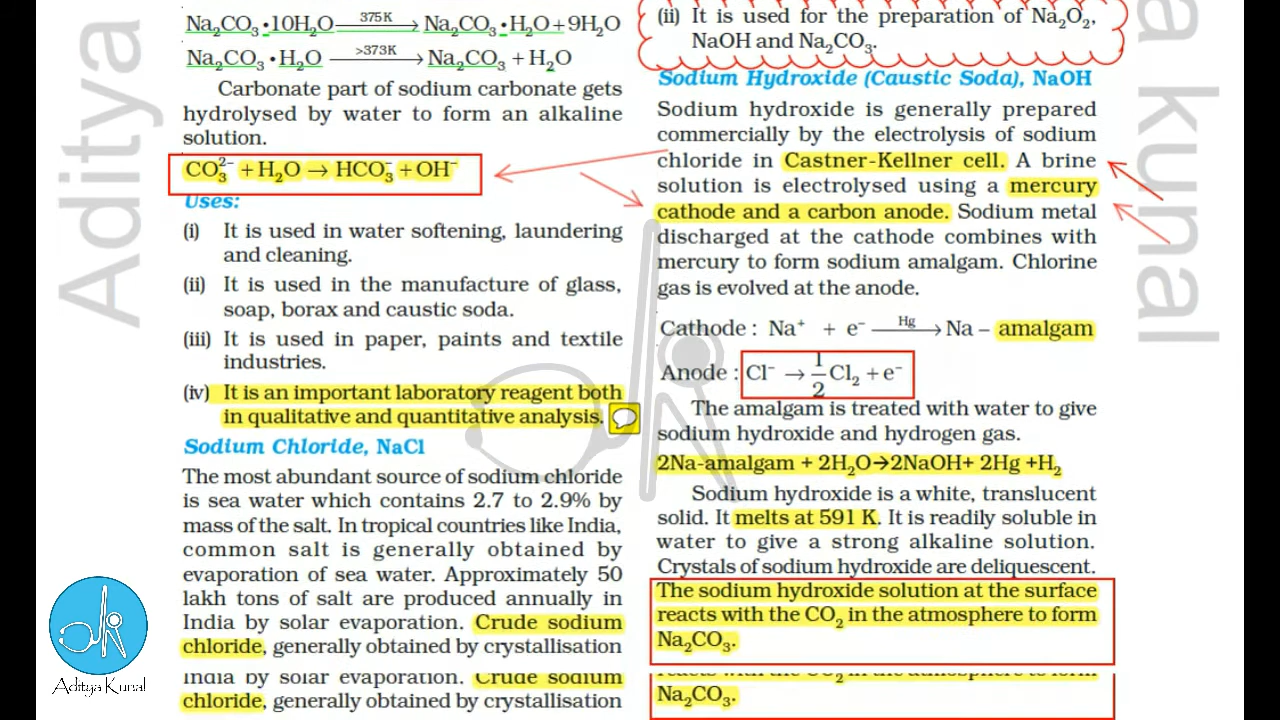 Na₂CO₃•10H₂O —375K→ Na₂CO₃•H₂O + 9H₂O
Na₂CO₃•H₂O —>373K→ Na₂CO₃ + H₂O
Carbonate part of sodium carbonate gets
hydrolysed by water to form an alkaline
solution.
CO₃²⁻ + H₂O → HCO₃⁻ + OH⁻
Uses:
(i) It is used in water softening, laundering
and cleaning.
(ii) It is used in the manufacture of glass,
soap, borax and caustic soda.
(iii) It is used in paper, paints and textile
industries.
(iv) It is an important laboratory reagent both
in qualitative and quantitative analysis.
Sodium Chloride, NaCl
The most abundant source of sodium chloride
is sea water which contains 2.7 to 2.9% by
mass of the salt. In tropical countries like India,
common salt is generally obtained by
evaporation of sea water. Approximately 50
lakh tons of salt are produced annually in
India by solar evaporation. Crude sodium
chloride, generally obtained by crystallisation
India by solar evaporation. Crude sodium
chloride, generally obtained by crystallisation
(ii) It is used for the preparation of Na₂O₂,
NaOH and Na₂CO₃.
Sodium Hydroxide (Caustic Soda), NaOH
Sodium hydroxide is generally prepared
commercially by the electrolysis of sodium
chloride in Castner-Kellner cell. A brine
solution is electrolysed using a mercury
cathode and a carbon anode. Sodium metal
discharged at the cathode combines with
mercury to form sodium amalgam. Chlorine
gas is evolved at the anode.
Cathode : Na⁺ + e⁻ —Hg→ Na – amalgam
Anode : Cl⁻ → 1/2 Cl₂ + e⁻
The amalgam is treated with water to give
sodium hydroxide and hydrogen gas.
2Na-amalgam + 2H₂O→2NaOH+ 2Hg +H₂
Sodium hydroxide is a white, translucent
solid. It melts at 591 K. It is readily soluble in
water to give a strong alkaline solution.
Crystals of sodium hydroxide are deliquescent.
The sodium hydroxide solution at the surface
reacts with the CO₂ in the atmosphere to form
Na₂CO₃.
reacts with the CO₂ in the atmosphere to form
Na₂CO₃.
Aditya
a Kunal
Aditya Kunal